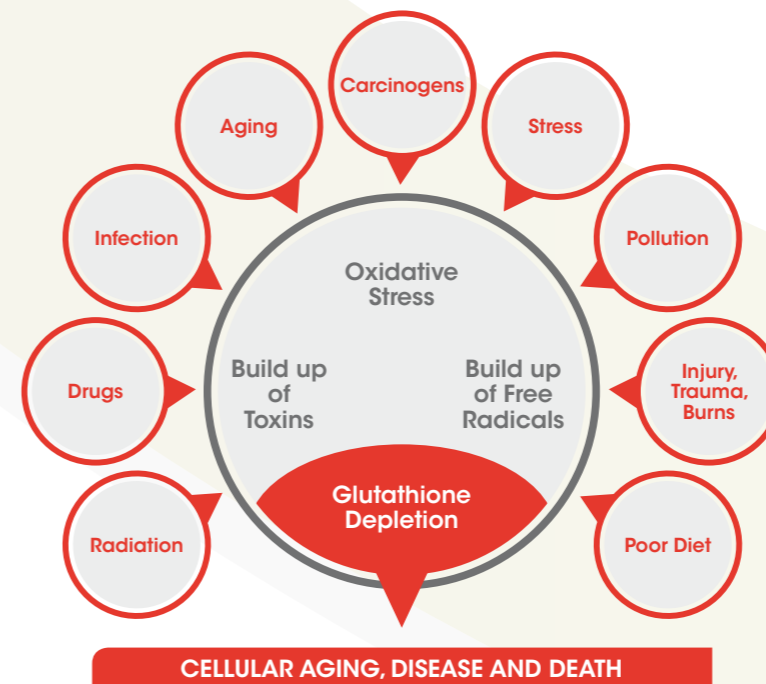 Carcinogens
Aging
Stress
Infection
Pollution
Oxidative
Stress
Drugs
Build up
of
Toxins
Build up
of Free
Radicals
Injury,
Trauma,
Burns
Glutathione
Depletion
Radiation
Poor Diet
CELLULAR AGING, DISEASE AND DEATH